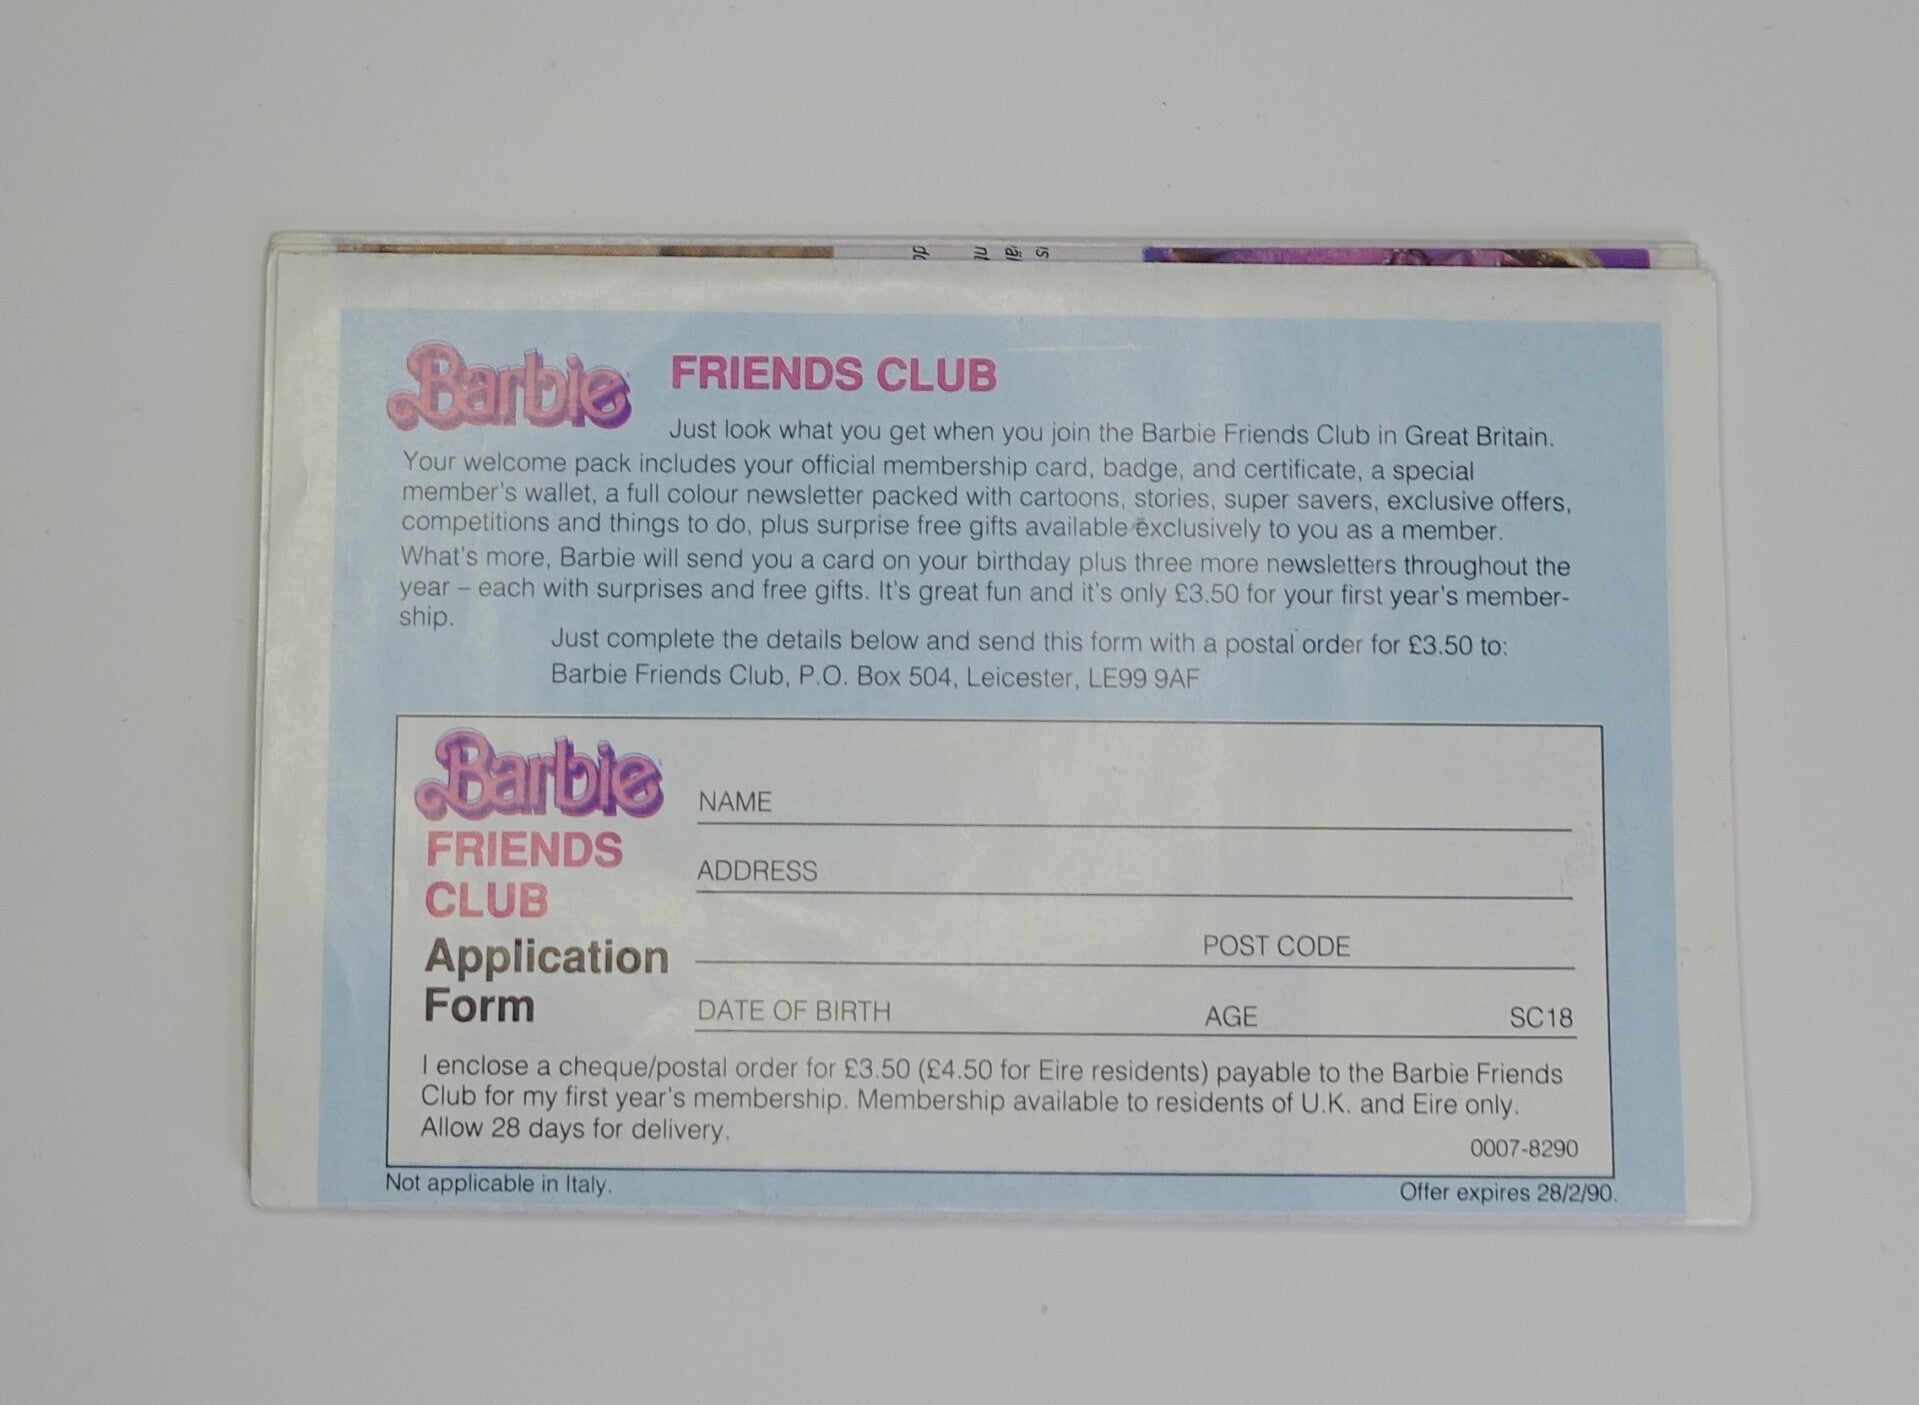 Barbie FRIENDS CLUB
Just look what you get when you join the Barbie Friends Club in Great Britain.
Your welcome pack includes your official membership card, badge, and certificate, a special
member's wallet, a full colour newsletter packed with cartoons, stories, super savers, exclusive offers,
competitions and things to do, plus surprise free gifts available exclusively to you as a member.
What's more, Barbie will send you a card on your birthday plus three more newsletters throughout the
year – each with surprises and free gifts. It's great fun and it's only £3.50 for your first year's member-
ship.
Just complete the details below and send this form with a postal order for £3.50 to:
Barbie Friends Club, P.O. Box 504, Leicester, LE99 9AF
Barbie
FRIENDS
CLUB
Application
Form
NAME
ADDRESS
POST CODE
DATE OF BIRTH AGE SC18
I enclose a cheque/postal order for £3.50 (£4.50 for Eire residents) payable to the Barbie Friends
Club for my first year's membership. Membership available to residents of U.K. and Eire only.
Allow 28 days for delivery.
0007-8290
Not applicable in Italy. Offer expires 28/2/90.